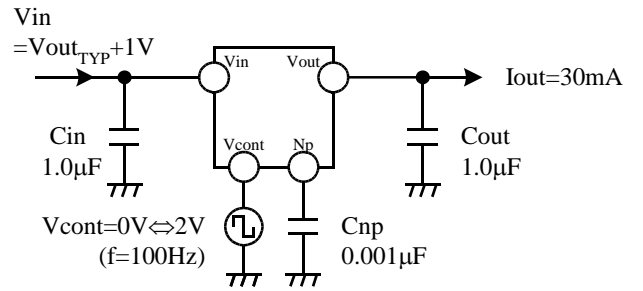 Vin
=VoutTYP+1V
Vin
Vout
Iout=30mA
Cin
1.0μF
Vcont
Np
Cout
1.0μF
Vcont=0V⇔2V
(f=100Hz)
Cnp
0.001μF